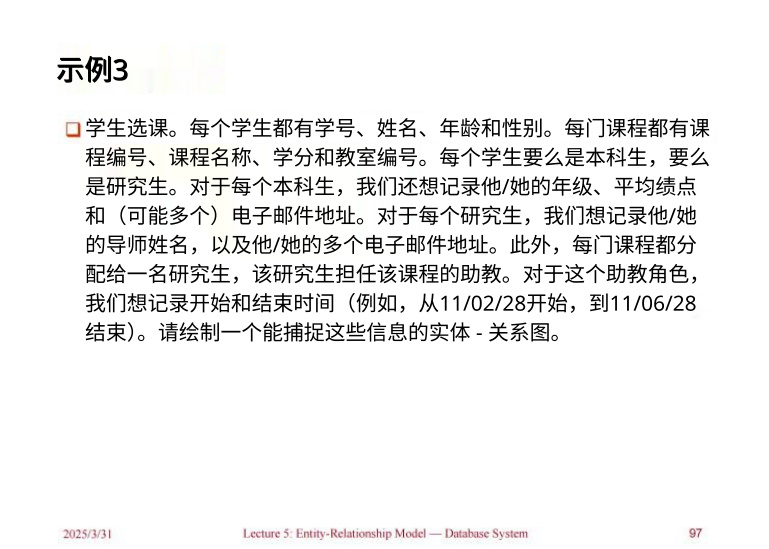 示例3
学生选课。每个学生都有学号、姓名、年龄和性别。每门课程都有课
程编号、课程名称、学分和教室编号。每个学生要么是本科生，要么
是研究生。对于每个本科生，我们还想记录他/她的年级、平均绩点
和（可能多个）电子邮件地址。对于每个研究生，我们想记录他/她
的导师姓名，以及他/她的多个电子邮件地址。此外，每门课程都分
配给一名研究生，该研究生担任该课程的助教。对于这个助教角色，
我们想记录开始和结束时间（例如，从11/02/28开始，到11/06/28
结束）。请绘制一个能捕捉这些信息的实体 - 关系图。
2025/3/31 Lecture 5: Entity-Relationship Model — Database System 97